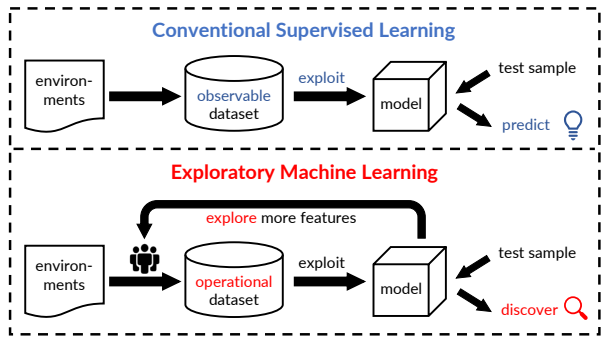 Conventional Supervised Learning
environ-
ments
observable
dataset
exploit
model
test sample
predict
Exploratory Machine Learning
explore more features
environ-
ments
operational
dataset
exploit
model
test sample
discover